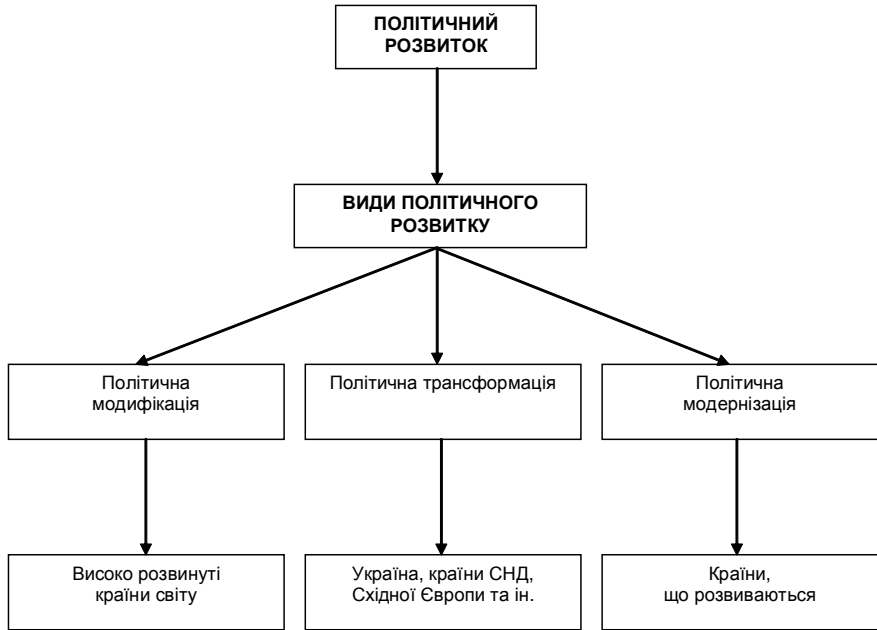 ПОЛІТИЧНИЙ
РОЗВИТОК
ВИДИ ПОЛІТИЧНОГО
РОЗВИТКУ
Політична
модифікація
Політична трансформація
Політична
модернізація
Високо розвинуті
країни світу
Україна, країни СНД,
Східної Європи та ін.
Країни,
що розвиваються